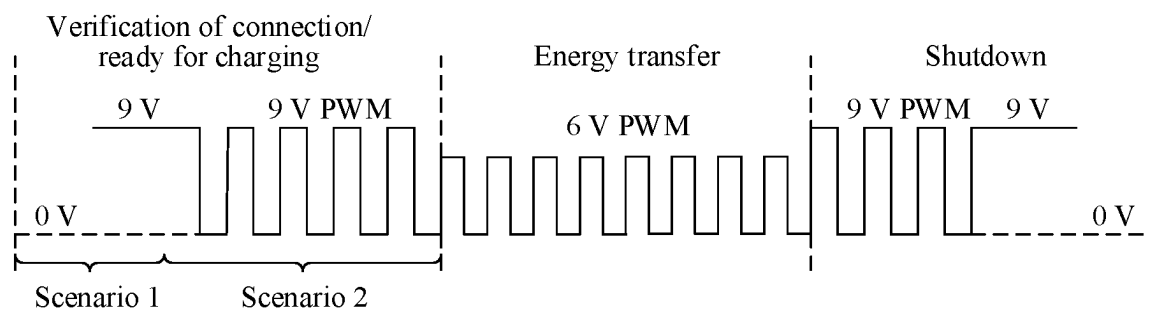 Verification of connection/
ready for charging
Energy transfer
Shutdown
9 V
9 V PWM
6 V PWM
9 V PWM
9 V
0 V
0 V
Scenario 1
Scenario 2